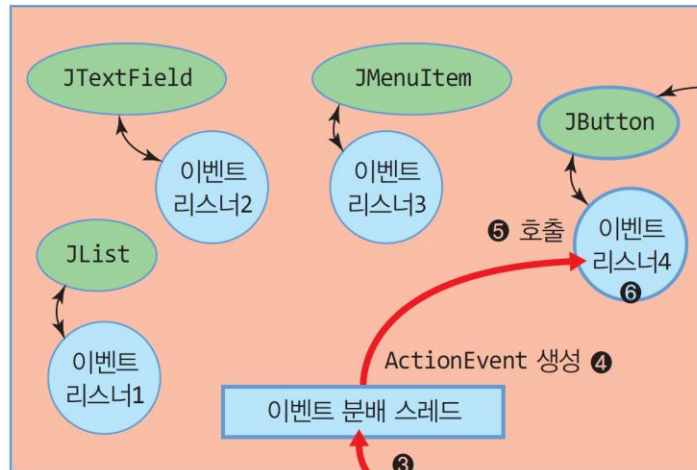 JTextField
JMenuItem
JButton
이벤트
리스너2
이벤트
리스너3
❺ 호출
이벤트
리스너4
❻
JList
이벤트
리스너1
ActionEvent 생성 ❹
이벤트 분배 스레드
❸